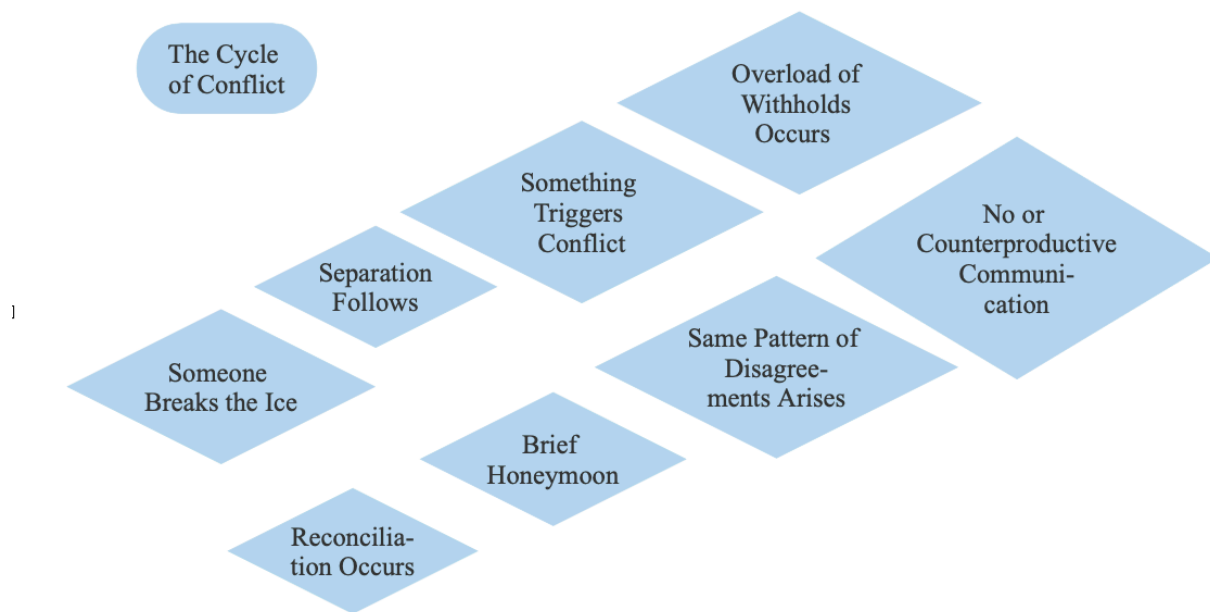 The Cycle
of Conflict
Overload of
Withholds
Occurs
Something
Triggers
Conflict
No or
Counterproductive
Communi-
cation
Separation
Follows
Same Pattern of
Disagree-
ments Arises
Someone
Breaks the Ice
Brief
Honeymoon
Reconcilia-
tion Occurs